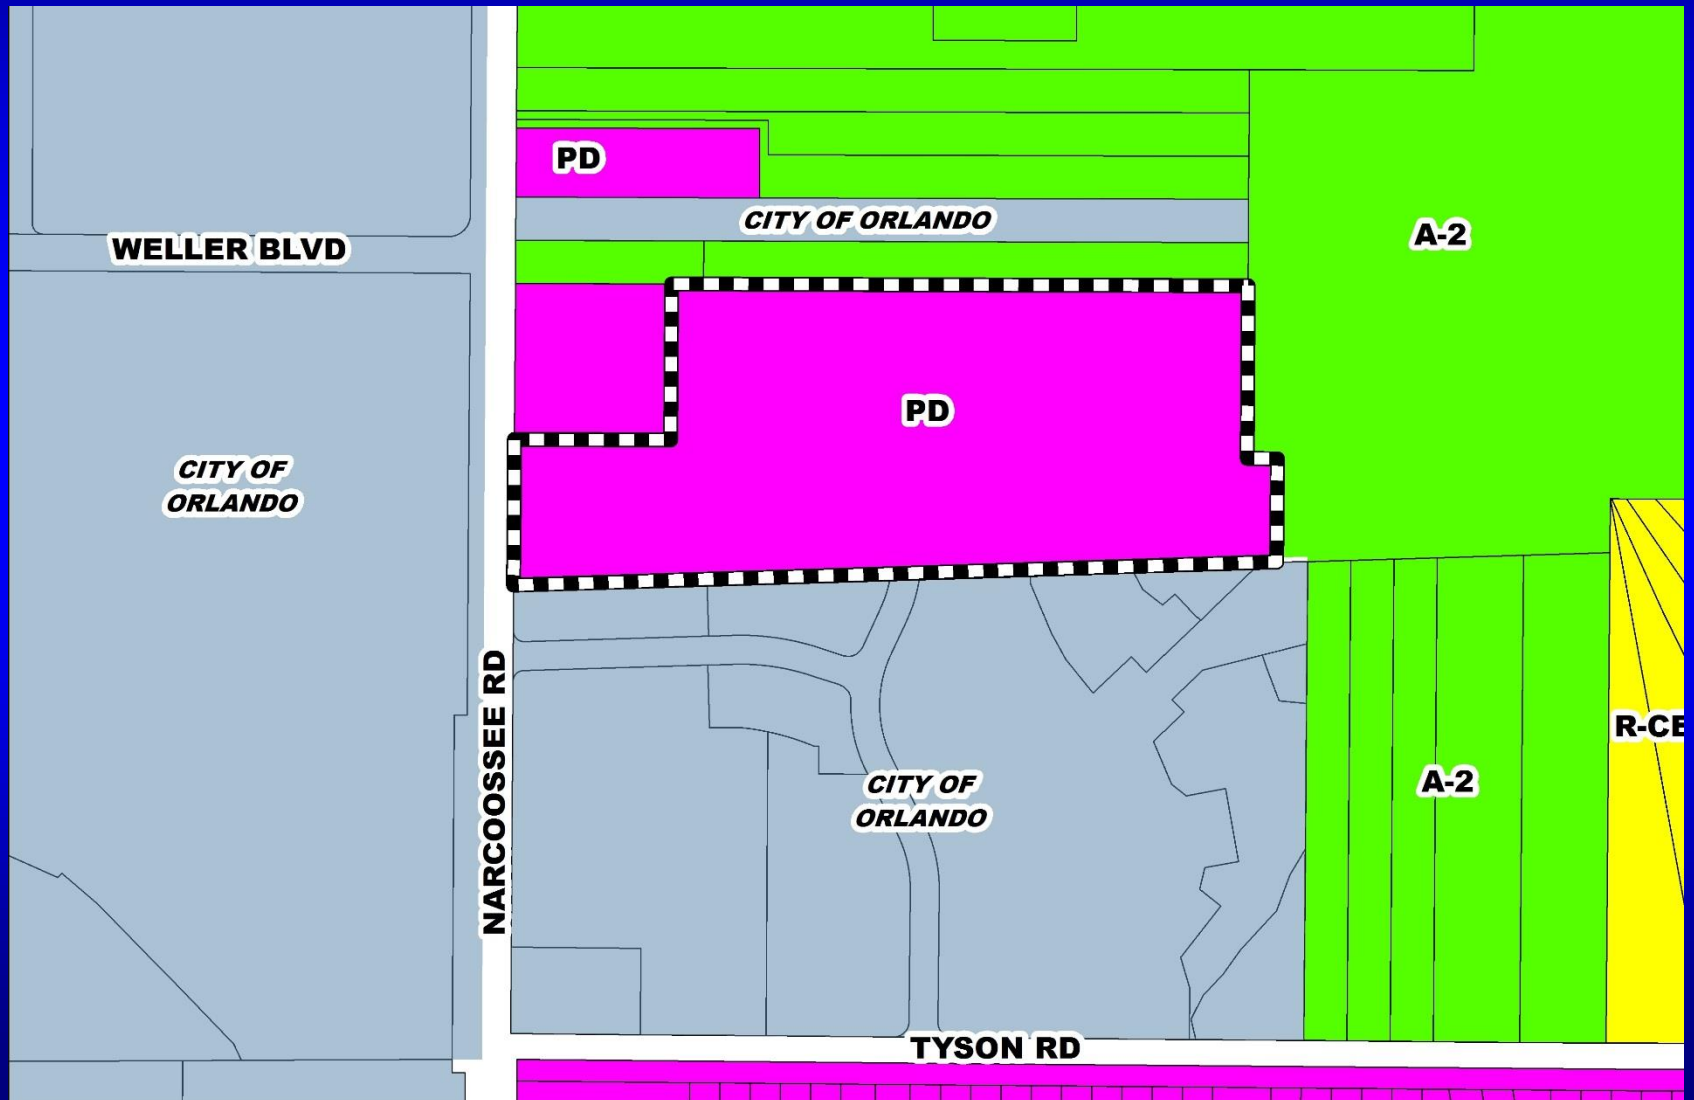 PD
CITY OF ORLANDO
A-2
WELLER BLVD
PD
CITY OF
ORLANDO
NARCOOSSEE RD
R-CE
CITY OF
ORLANDO
A-2
TYSON RD